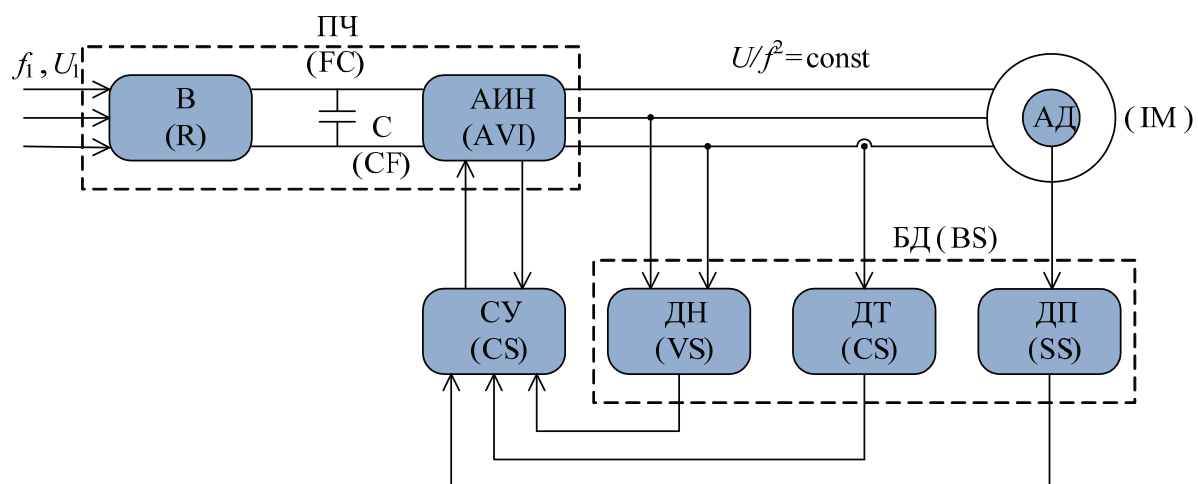 ПЧ
(FC)
f₁, U₁
U/f²=const
В
(R)
С
(CF)
АИН
(AVI)
АД
(IM)
БД (BS)
СУ
(CS)
ДН
(VS)
ДТ
(CS)
ДП
(SS)